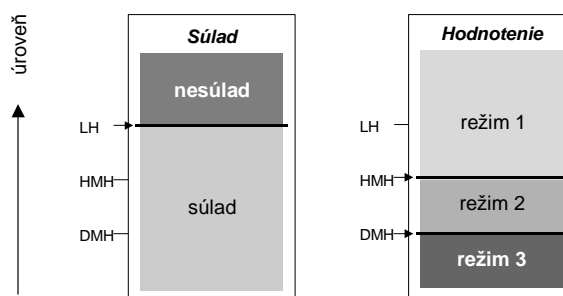 úroveň
Súlad
nesúlad
LH
HMH
súlad
DMH
Hodnotenie
LH
režim 1
HMH
režim 2
DMH
režim 3